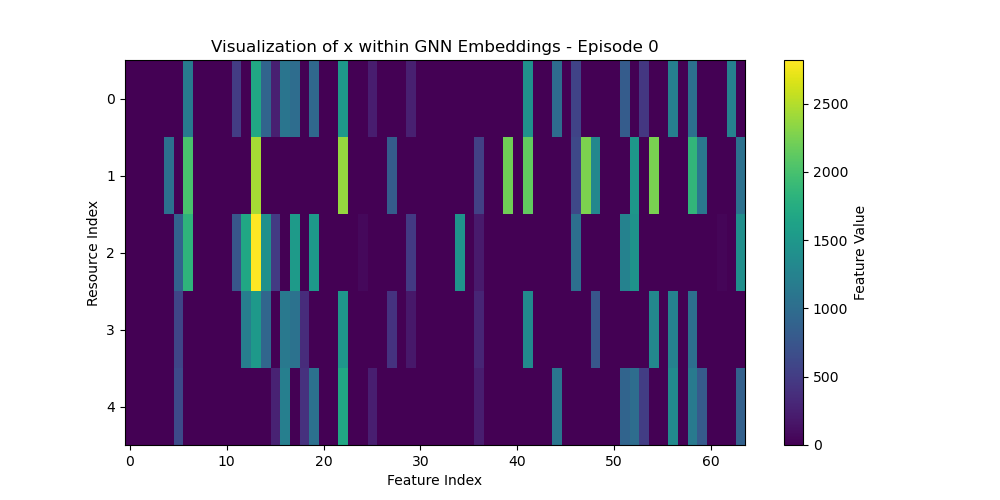 Visualization of x within GNN Embeddings - Episode 0
Resource Index
0
1
2
3
4
0 10 20 30 40 50 60
Feature Index
2500
2000
1500
1000
500
0
Feature Value